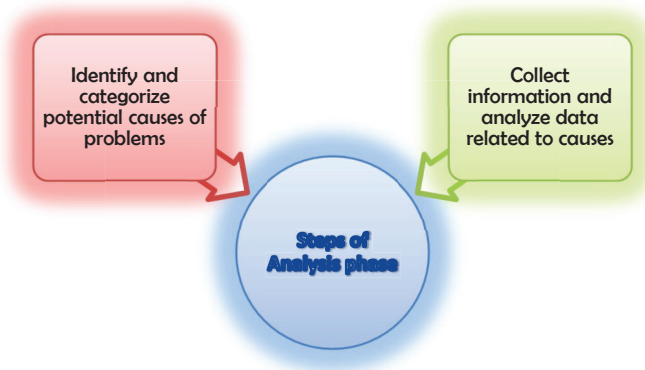 Identify and
categorize
potential causes of
problems
Collect
information and
analyze data
related to causes
Steps of
Analysis phase